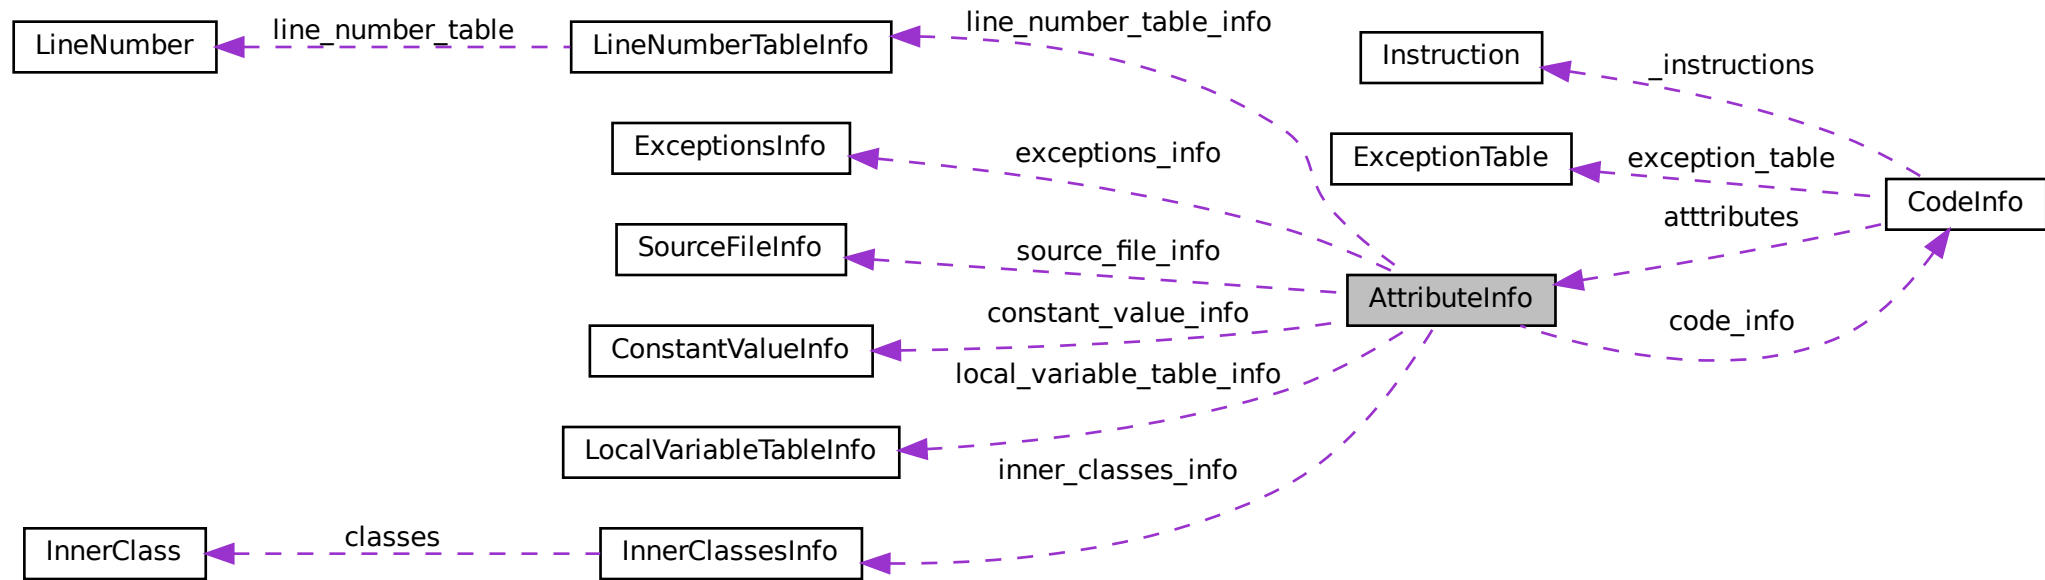 line_number_table_info
LineNumber
line_number_table
LineNumberTableInfo
Instruction
_instructions
ExceptionsInfo
exceptions_info
ExceptionTable
exception_table
CodeInfo
atttributes
SourceFileInfo
source_file_info
AttributeInfo
constant_value_info
code_info
ConstantValueInfo
local_variable_table_info
LocalVariableTableInfo
inner_classes_info
InnerClass
classes
InnerClassesInfo